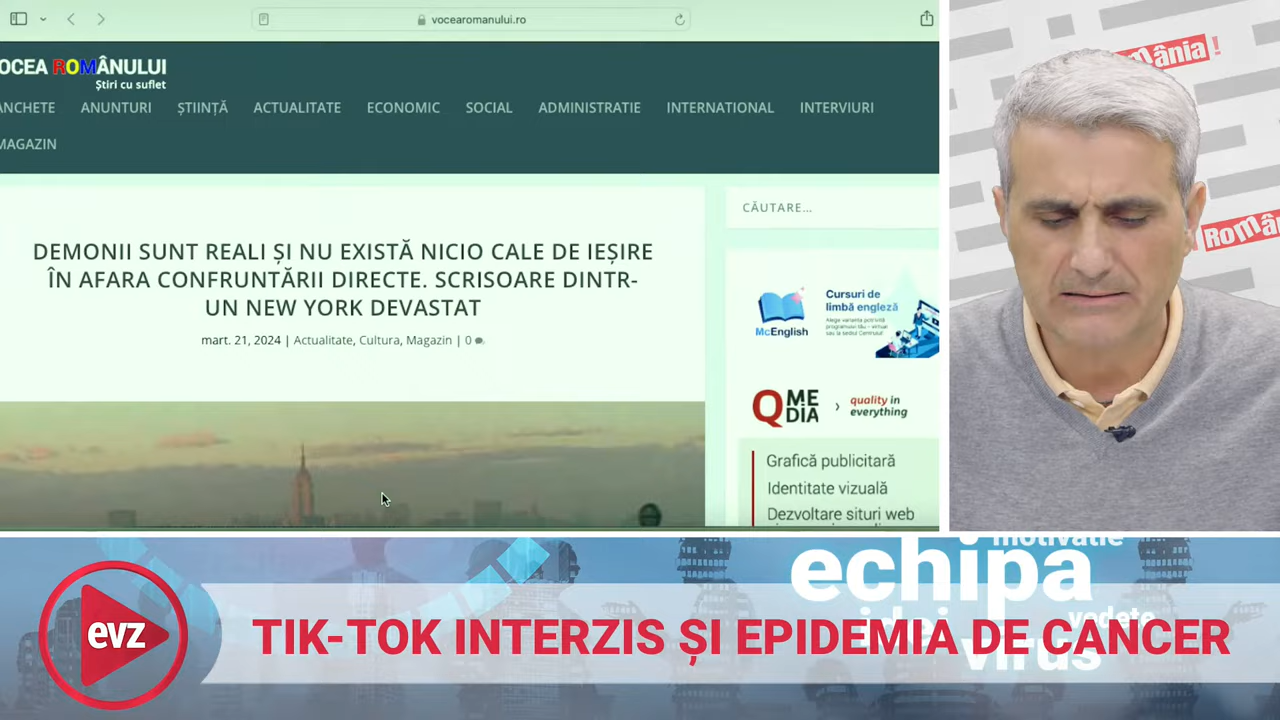 vocearomanului.ro
OCEA ROMÂNULUI
Știri cu suflet
ANCHETE ANUNTURI ȘTIINȚĂ ACTUALITATE ECONOMIC SOCIAL ADMINISTRATIE INTERNATIONAL INTERVIURI
MAGAZIN
DEMONII SUNT REALI ȘI NU EXISTĂ NICIO CALE DE IEȘIRE
ÎN AFARA CONFRUNTĂRII DIRECTE. SCRISOARE DINTR-
UN NEW YORK DEVASTAT
mart. 21, 2024 | Actualitate, Cultura, Magazin | 0
CĂUTARE...
Cursuri de
limbă engleză
McEnglish
QMEDIA
quality in
everything
Grafică publicitară
Identitate vizuală
Dezvoltare situri web
mânia!
Româ
motivatie
echipa
idei
vedete
virus
evz
TIK-TOK INTERZIS ȘI EPIDEMIA DE CANCER